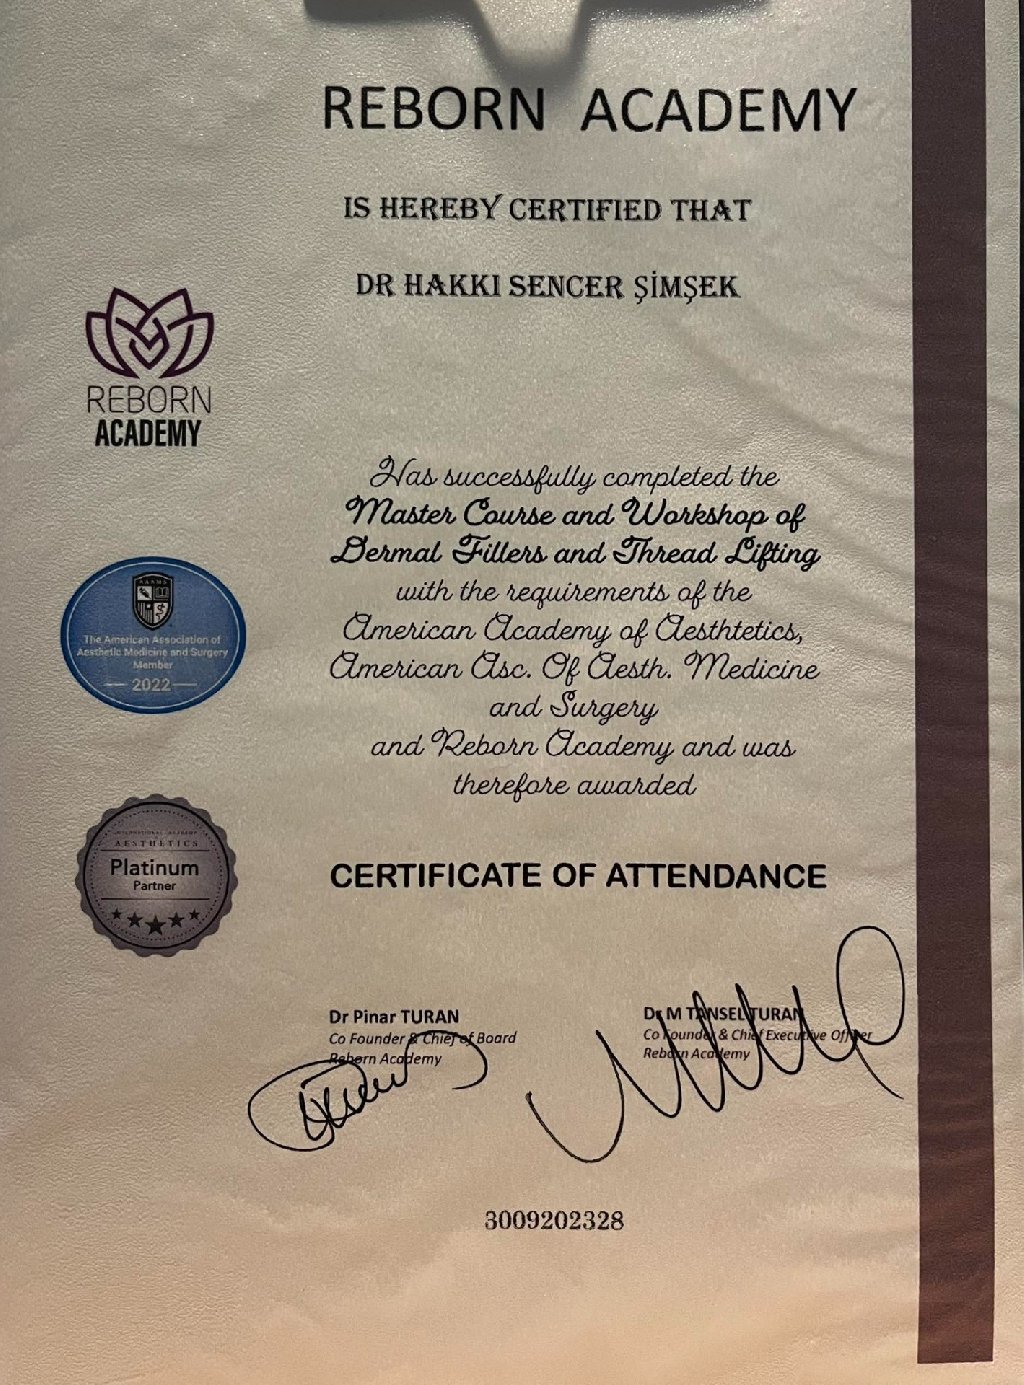 REBORN ACADEMY
IS HEREBY CERTIFIED THAT
DR HAKKI SENCER ŞİMŞEK
REBORN
ACADEMY
Has successfully completed the
Master Course and Workshop of
Dermal Fillers and Thread Lifting
with the requirements of the
American Academy of Aesthtetics,
American Asc. Of Aesth. Medicine
and Surgery
and Reborn Academy and was
therefore awarded
AAAMS
The American Association of
Aesthetic Medicine and Surgery
Member
2022
INTERNATIONAL ACADEMY
AESTHETICS
Platinum
Partner
CERTIFICATE OF ATTENDANCE
Dr Pinar TURAN
Co Founder & Chief of Board
Reborn Academy
Dr M TANSEL TURAN
Co Founder & Chief Executive Officer
Reborn Academy
3009202328